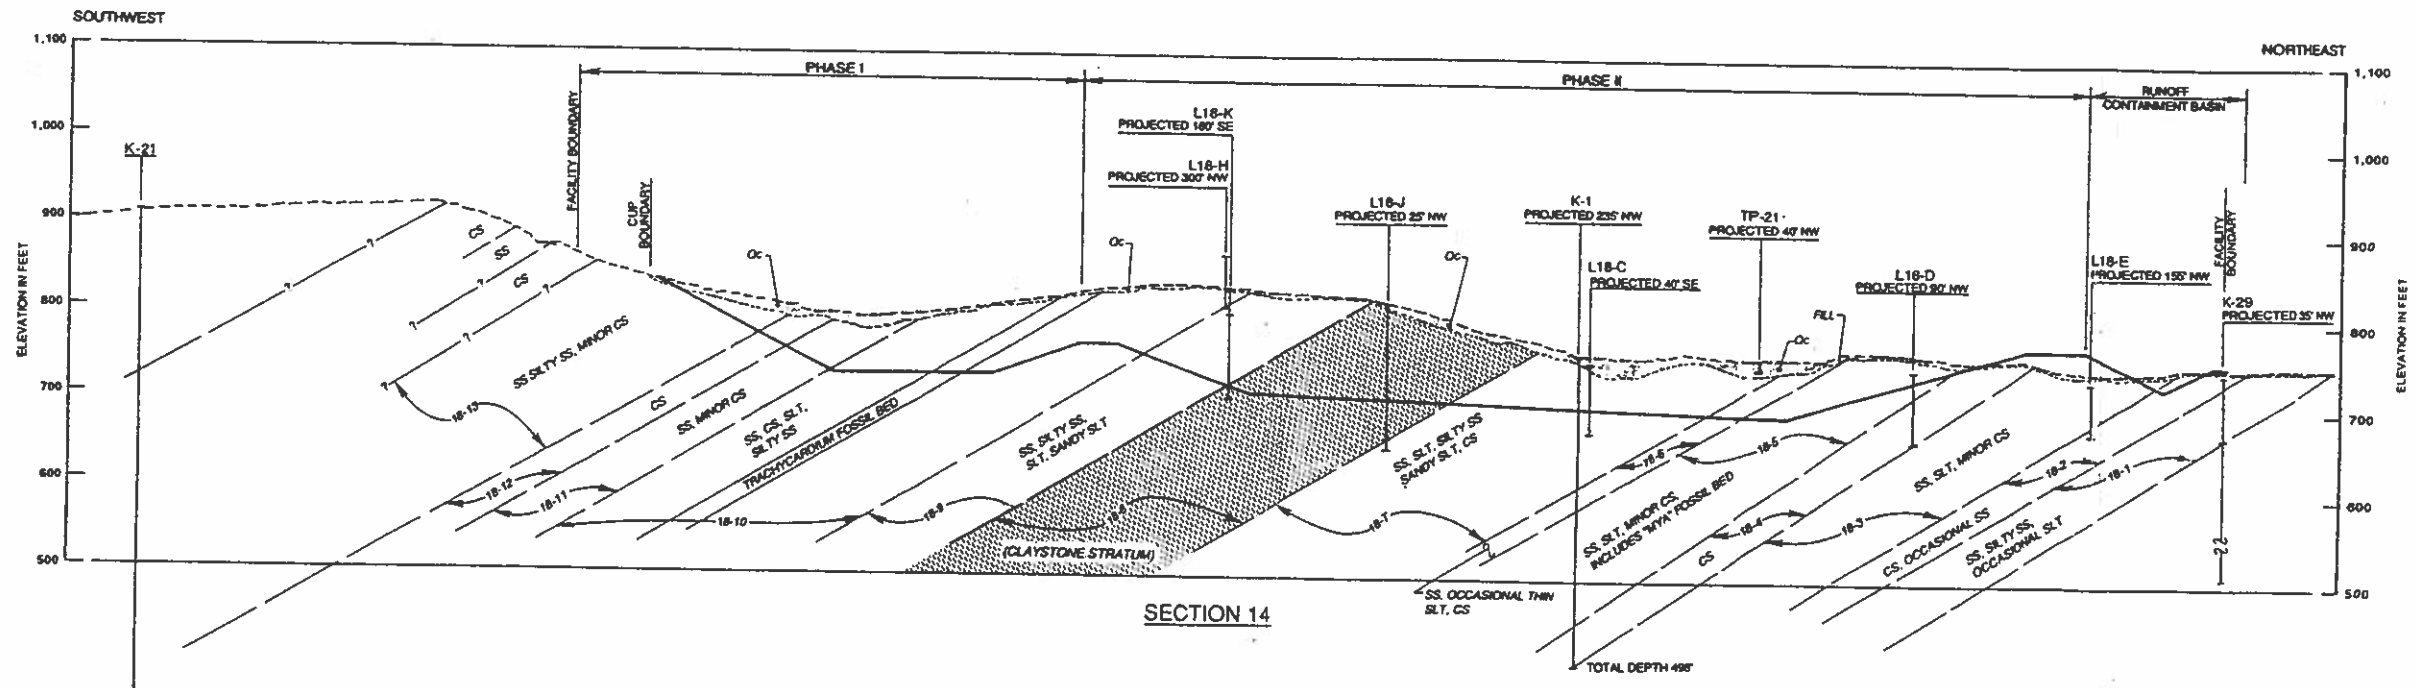 SOUTHWEST
NORTHEAST
1,100
1,000
900
800
700
600
500
ELEVATION IN FEET
1,100
1,000
900
800
700
600
500
ELEVATION IN FEET
PHASE I
PHASE II
RUNOFF
CONTAINMENT BASIN
K-21
FACILITY BOUNDARY
CUP
BOUNDARY
L18-K
PROJECTED 160' SE
L18-H
PROJECTED 300' NW
L18-J
PROJECTED 25' NW
K-1
PROJECTED 235' NW
L18-C
PROJECTED 40' SE
TP-21
PROJECTED 40' NW
L18-D
PROJECTED 90' NW
L18-E
PROJECTED 155' NW
FACILITY
BOUNDARY
K-29
PROJECTED 35' NW
Qc
Qc
Qc
Qc
FILL
CS
SS
CS
?
?
?
?
?
?
?
SS SILTY SS, MINOR CS
18-13
CS
18-12
SS, MINOR CS
18-11
SS, CS, SLT,
SILTY SS
TRACHYCARDIUM FOSSIL BED
18-10
SS, SILTY SS,
SLT, SANDY SLT
18-9
18-8
(CLAYSTONE STRATUM)
SS, SLT, SILTY SS
SANDY SLT, CS
18-7
18-6
SS, OCCASIONAL THIN
SLT, CS
18-5
SS, SLT, MINOR CS,
INCLUDES "MYA" FOSSIL BED
18-4
CS
18-3
SS, SLT, MINOR CS
18-2
CS, OCCASIONAL SS
18-1
SS, SILTY SS,
OCCASIONAL SLT
TOTAL DEPTH 498'
SECTION 14